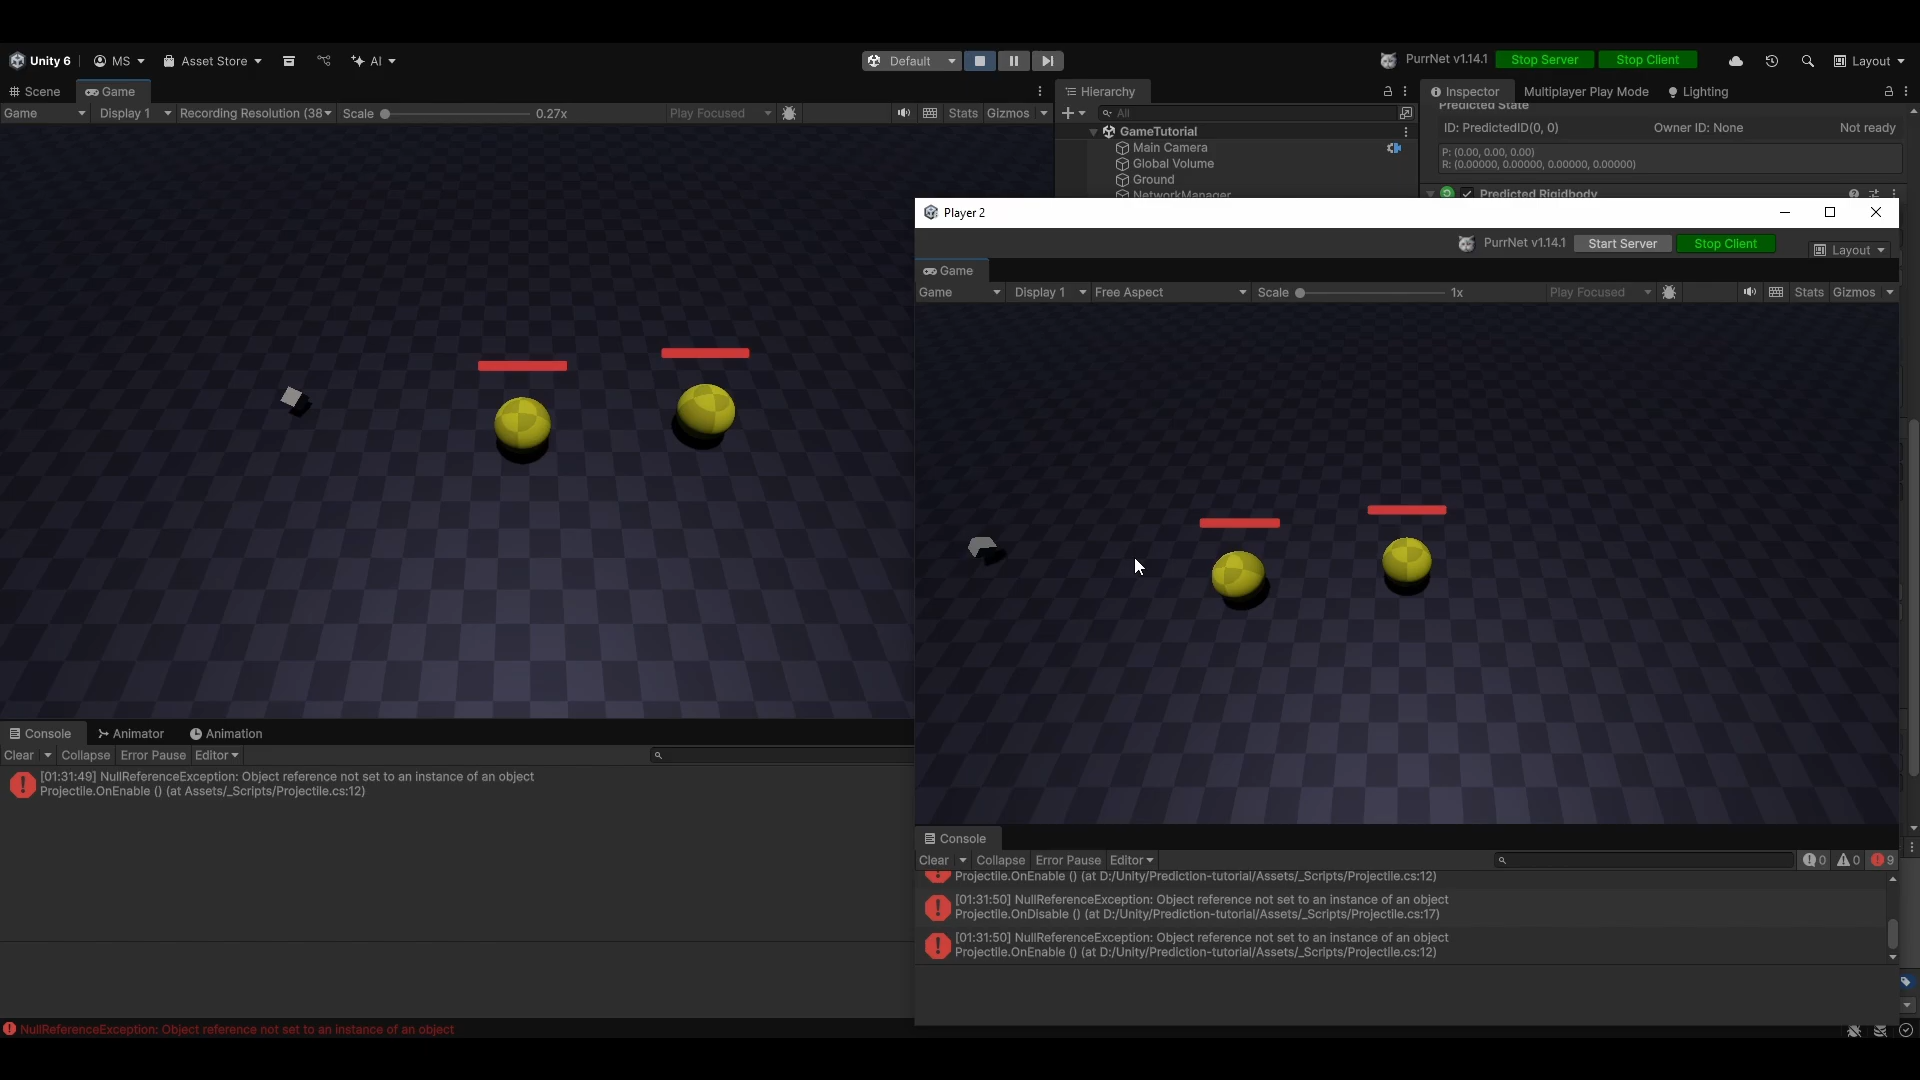 Unity 6
MS
Asset Store
AI
Default
PurrNet v1.14.1
Stop Server
Stop Client
Layout
Scene
Game
Hierarchy
Inspector
Multiplayer Play Mode
Lighting
Game
Display 1
Recording Resolution (38
Scale
0.27x
Play Focused
Stats
Gizmos
All
Predicted State
GameTutorial
ID: PredictedID(0, 0)
Owner ID: None
Not ready
Main Camera
P: (0.00, 0.00, 0.00)
Global Volume
R: (0.00000, 0.00000, 0.00000, 0.00000)
Ground
NetworkManager
Predicted Rigidbody
Player 2
PurrNet v1.14.1
Start Server
Stop Client
Layout
Game
Game
Display 1
Free Aspect
Scale
1x
Play Focused
Stats
Gizmos
Console
Animator
Animation
Clear
Collapse
Error Pause
Editor
[01:31:49] NullReferenceException: Object reference not set to an instance of an object
Projectile.OnEnable () (at Assets/_Scripts/Projectile.cs:12)
Console
Clear
Collapse
Error Pause
Editor
0
0
9
Projectile.OnEnable () (at D:/Unity/Prediction-tutorial/Assets/_Scripts/Projectile.cs:12)
[01:31:50] NullReferenceException: Object reference not set to an instance of an object
Projectile.OnDisable () (at D:/Unity/Prediction-tutorial/Assets/_Scripts/Projectile.cs:17)
[01:31:50] NullReferenceException: Object reference not set to an instance of an object
Projectile.OnEnable () (at D:/Unity/Prediction-tutorial/Assets/_Scripts/Projectile.cs:12)
NullReferenceException: Object reference not set to an instance of an object